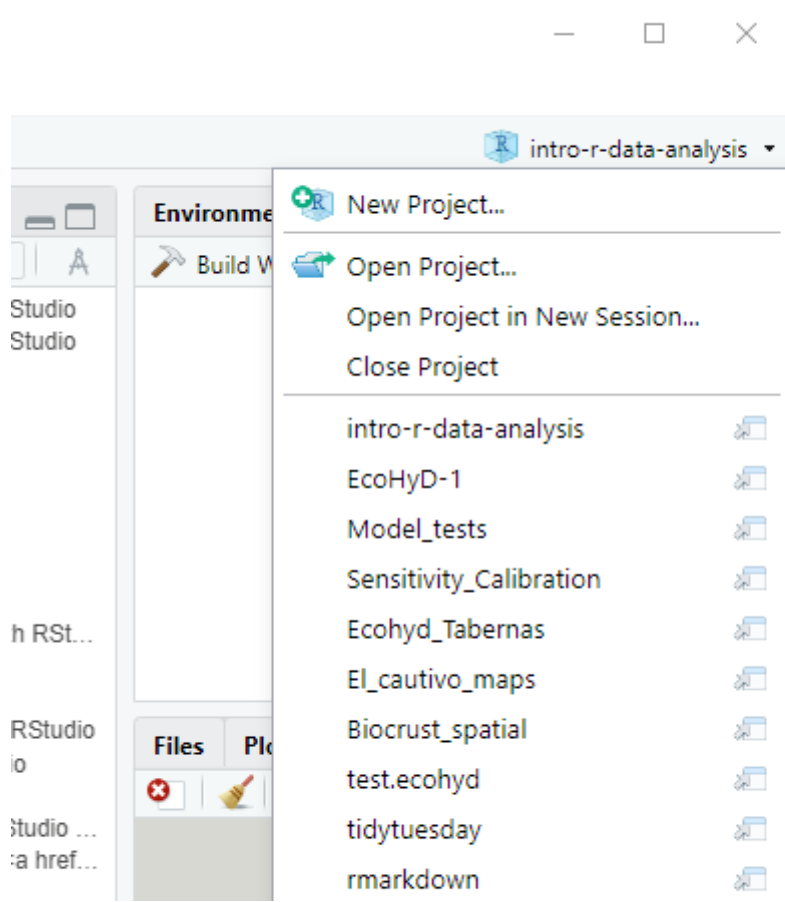 intro-r-data-analysis
New Project...
Environme
Build W
Open Project...
Open Project in New Session...
Close Project
Studio
Studio
intro-r-data-analysis
EcoHyD-1
Model_tests
Sensitivity_Calibration
Ecohyd_Tabernas
h RSt...
El_cautivo_maps
RStudio
io
Biocrust_spatial
Files Plo
test.ecohyd
Studio ...
a href...
tidytuesday
rmarkdown